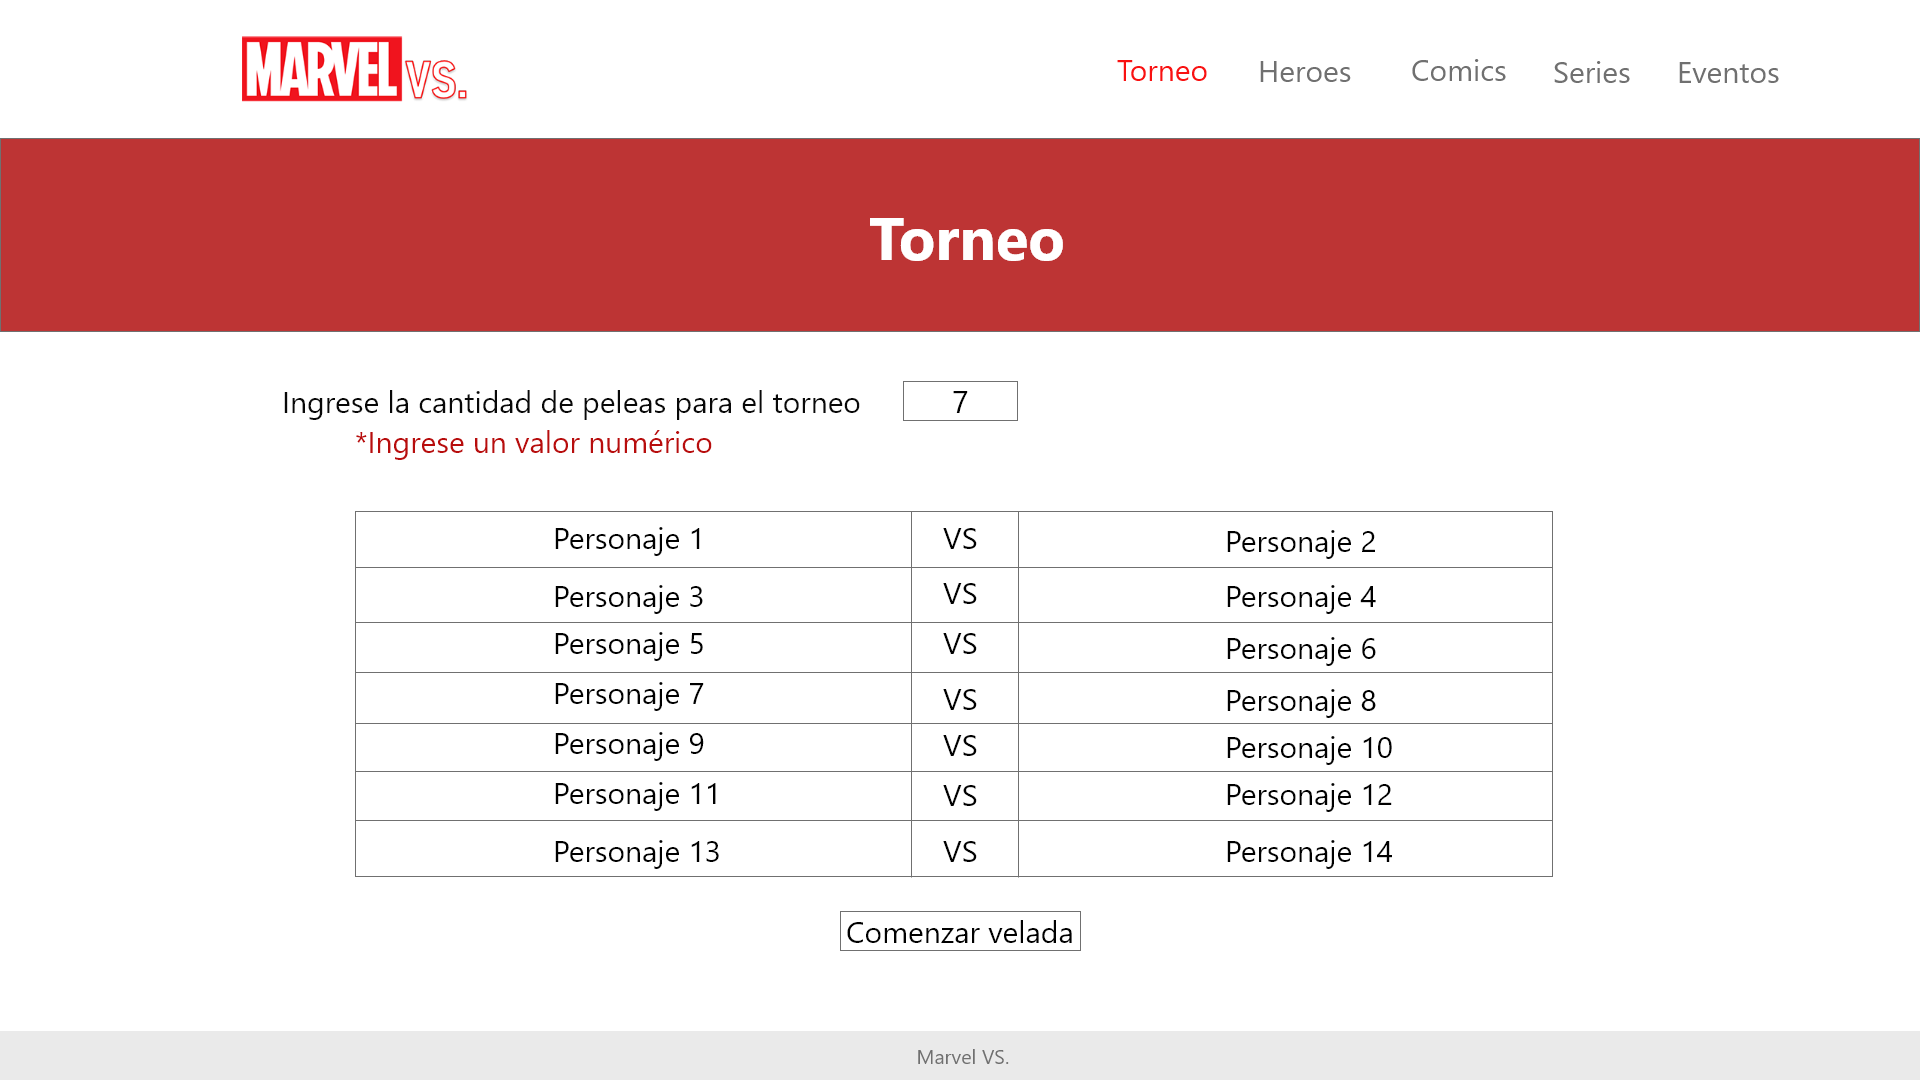 MARVEL VS.
Torneo Heroes Comics Series Eventos
Torneo
Ingrese la cantidad de peleas para el torneo 7
*Ingrese un valor numérico
Personaje 1 VS Personaje 2
Personaje 3 VS Personaje 4
Personaje 5 VS Personaje 6
Personaje 7 VS Personaje 8
Personaje 9 VS Personaje 10
Personaje 11 VS Personaje 12
Personaje 13 VS Personaje 14
Comenzar velada
Marvel VS.